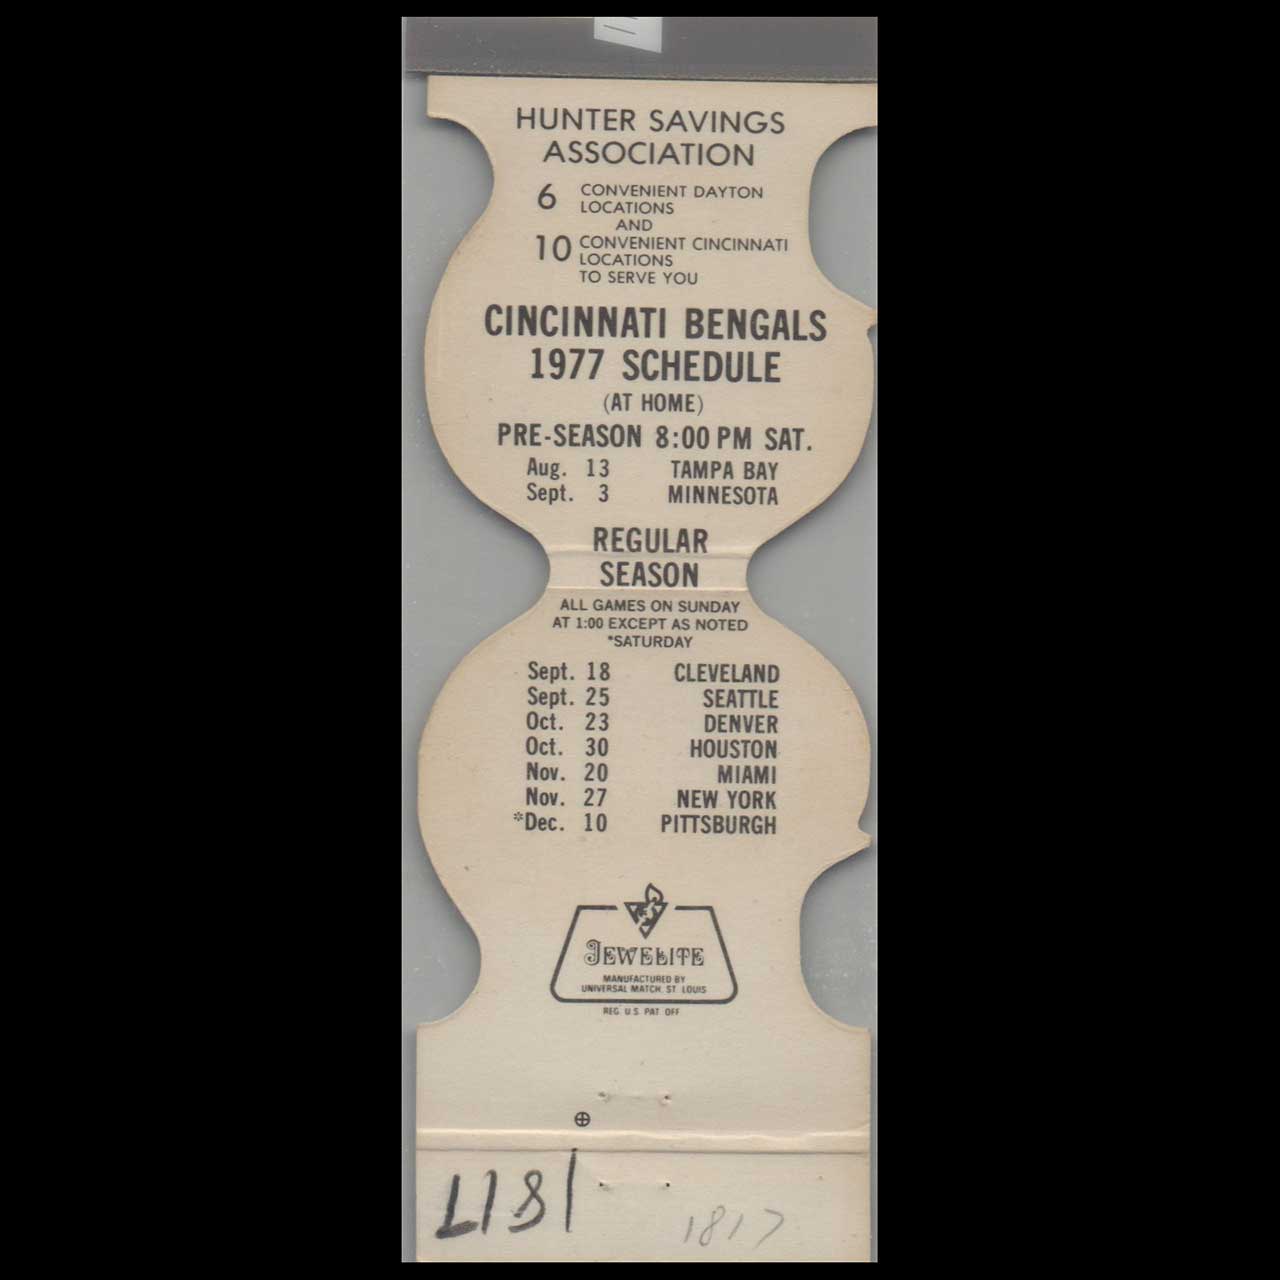 HUNTER SAVINGS
ASSOCIATION
6 CONVENIENT DAYTON
LOCATIONS
AND
10 CONVENIENT CINCINNATI
LOCATIONS
TO SERVE YOU
CINCINNATI BENGALS
1977 SCHEDULE
(AT HOME)
PRE-SEASON 8:00 PM SAT.
Aug. 13 TAMPA BAY
Sept. 3 MINNESOTA
REGULAR
SEASON
ALL GAMES ON SUNDAY
AT 1:00 EXCEPT AS NOTED
*SATURDAY
Sept. 18 CLEVELAND
Sept. 25 SEATTLE
Oct. 23 DENVER
Oct. 30 HOUSTON
Nov. 20 MIAMI
Nov. 27 NEW YORK
*Dec. 10 PITTSBURGH
JEWELITE
MANUFACTURED BY
UNIVERSAL MATCH, ST. LOUIS
REG. U.S. PAT. OFF.
1817